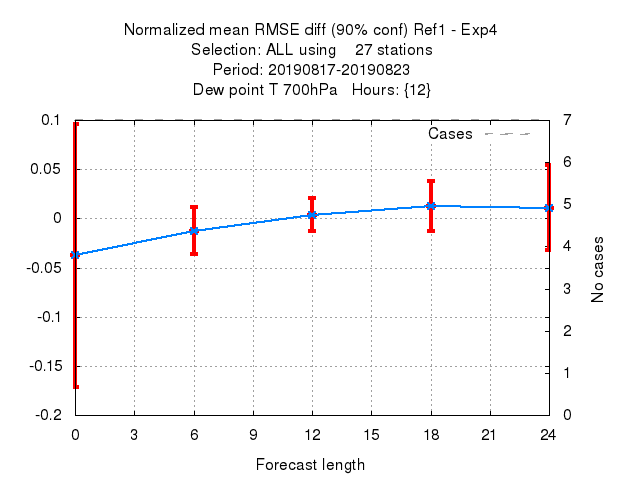 Normalized mean RMSE diff (90% conf) Ref1 - Exp4
Selection: ALL using    27 stations
Period: 20190817-20190823
Dew point T 700hPa   Hours: {12}
Cases
0.1
0.05
0
-0.05
-0.1
-0.15
-0.2
7
6
5
4
3
2
1
0
No cases
0 3 6 9 12 15 18 21 24
Forecast length